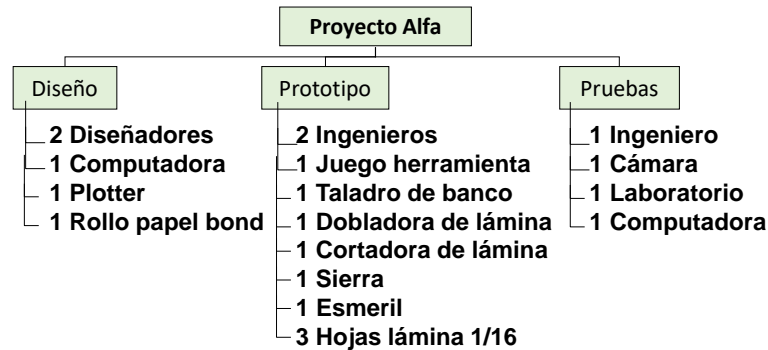 Proyecto Alfa
Diseño
2 Diseñadores
1 Computadora
1 Plotter
1 Rollo papel bond
Prototipo
2 Ingenieros
1 Juego herramienta
1 Taladro de banco
1 Dobladora de lámina
1 Cortadora de lámina
1 Sierra
1 Esmeril
3 Hojas lámina 1/16
Pruebas
1 Ingeniero
1 Cámara
1 Laboratorio
1 Computadora